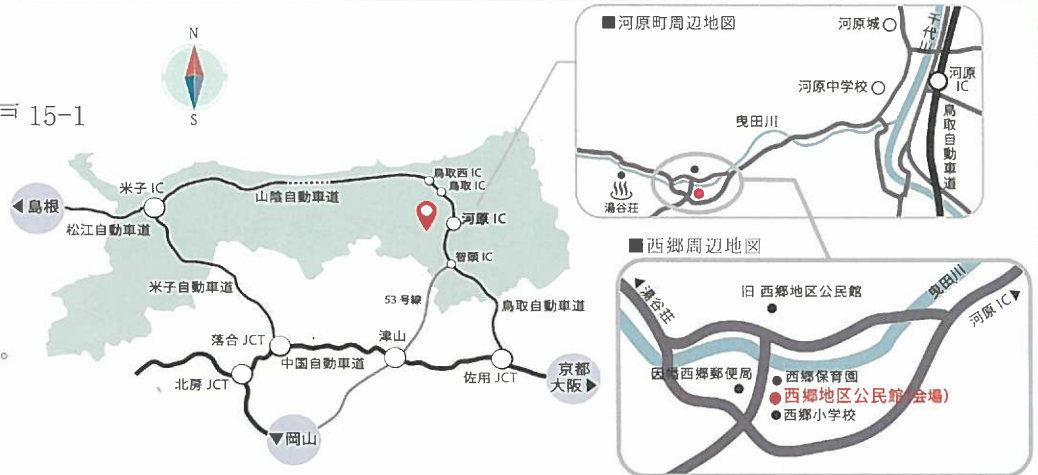 N
S
15-1
◀島根
米子 IC
松江自動車道
山陰自動車道
鳥取西 IC
鳥取 IC
河原 IC
智頭 IC
米子自動車道
53 号線
鳥取自動車道
落合 JCT
中国自動車道
津山
北房 JCT
佐用 JCT
京都
大阪▶
▼岡山
■河原町周辺地図
河原城
千代川
河原中学校
河原
IC
曳田川
鳥取自動車道
湯谷荘
■西郷周辺地図
◀湯谷荘
旧 西郷地区公民館
曳田川
河原 IC▶
因幡西郷郵便局
西郷保育園
西郷地区公民館(会場)
西郷小学校